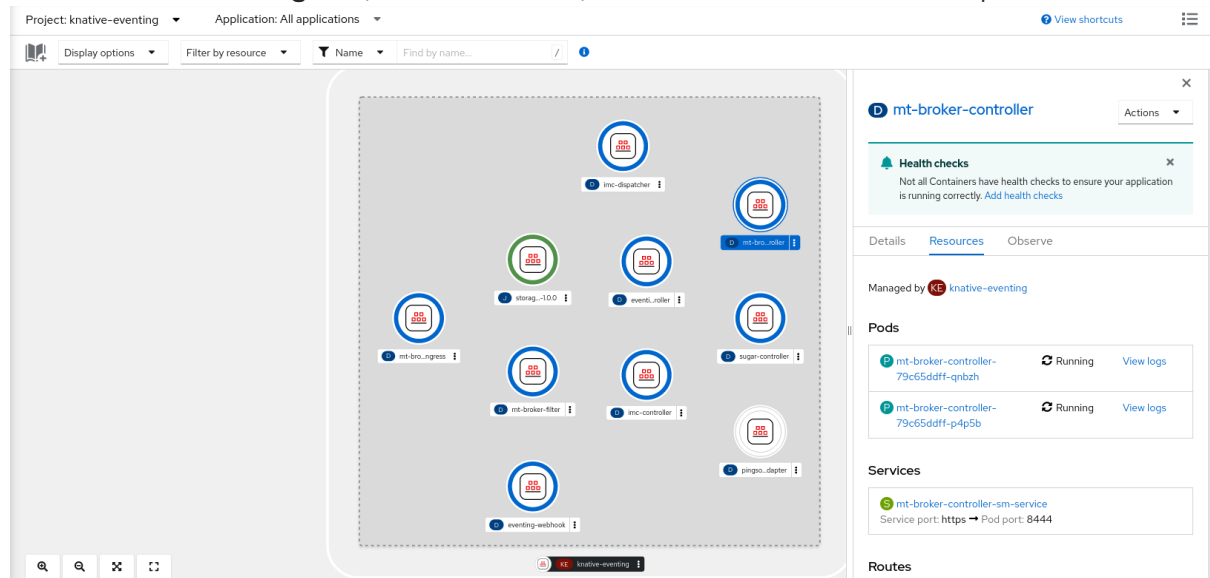 Project: knative-eventing
Application: All applications
View shortcuts
Display options
Filter by resource
Name
Find by name...
/
D mt-broker-controller
Actions
Health checks
Not all Containers have health checks to ensure your application
is running correctly. Add health checks
Details Resources Observe
Managed by KE knative-eventing
Pods
P mt-broker-controller-
79c65ddff-qnbzh
Running
View logs
P mt-broker-controller-
79c65ddff-p4p5b
Running
View logs
Services
S mt-broker-controller-sm-service
Service port: https → Pod port: 8444
Routes
D imc-dispatcher
D mt-bro...roller
J storag...-1.0.0
D eventi...roller
D mt-bro...ngress
D sugar-controller
D mt-broker-filter
D imc-controller
D pingso...dapter
D eventing-webhook
KE knative-eventing